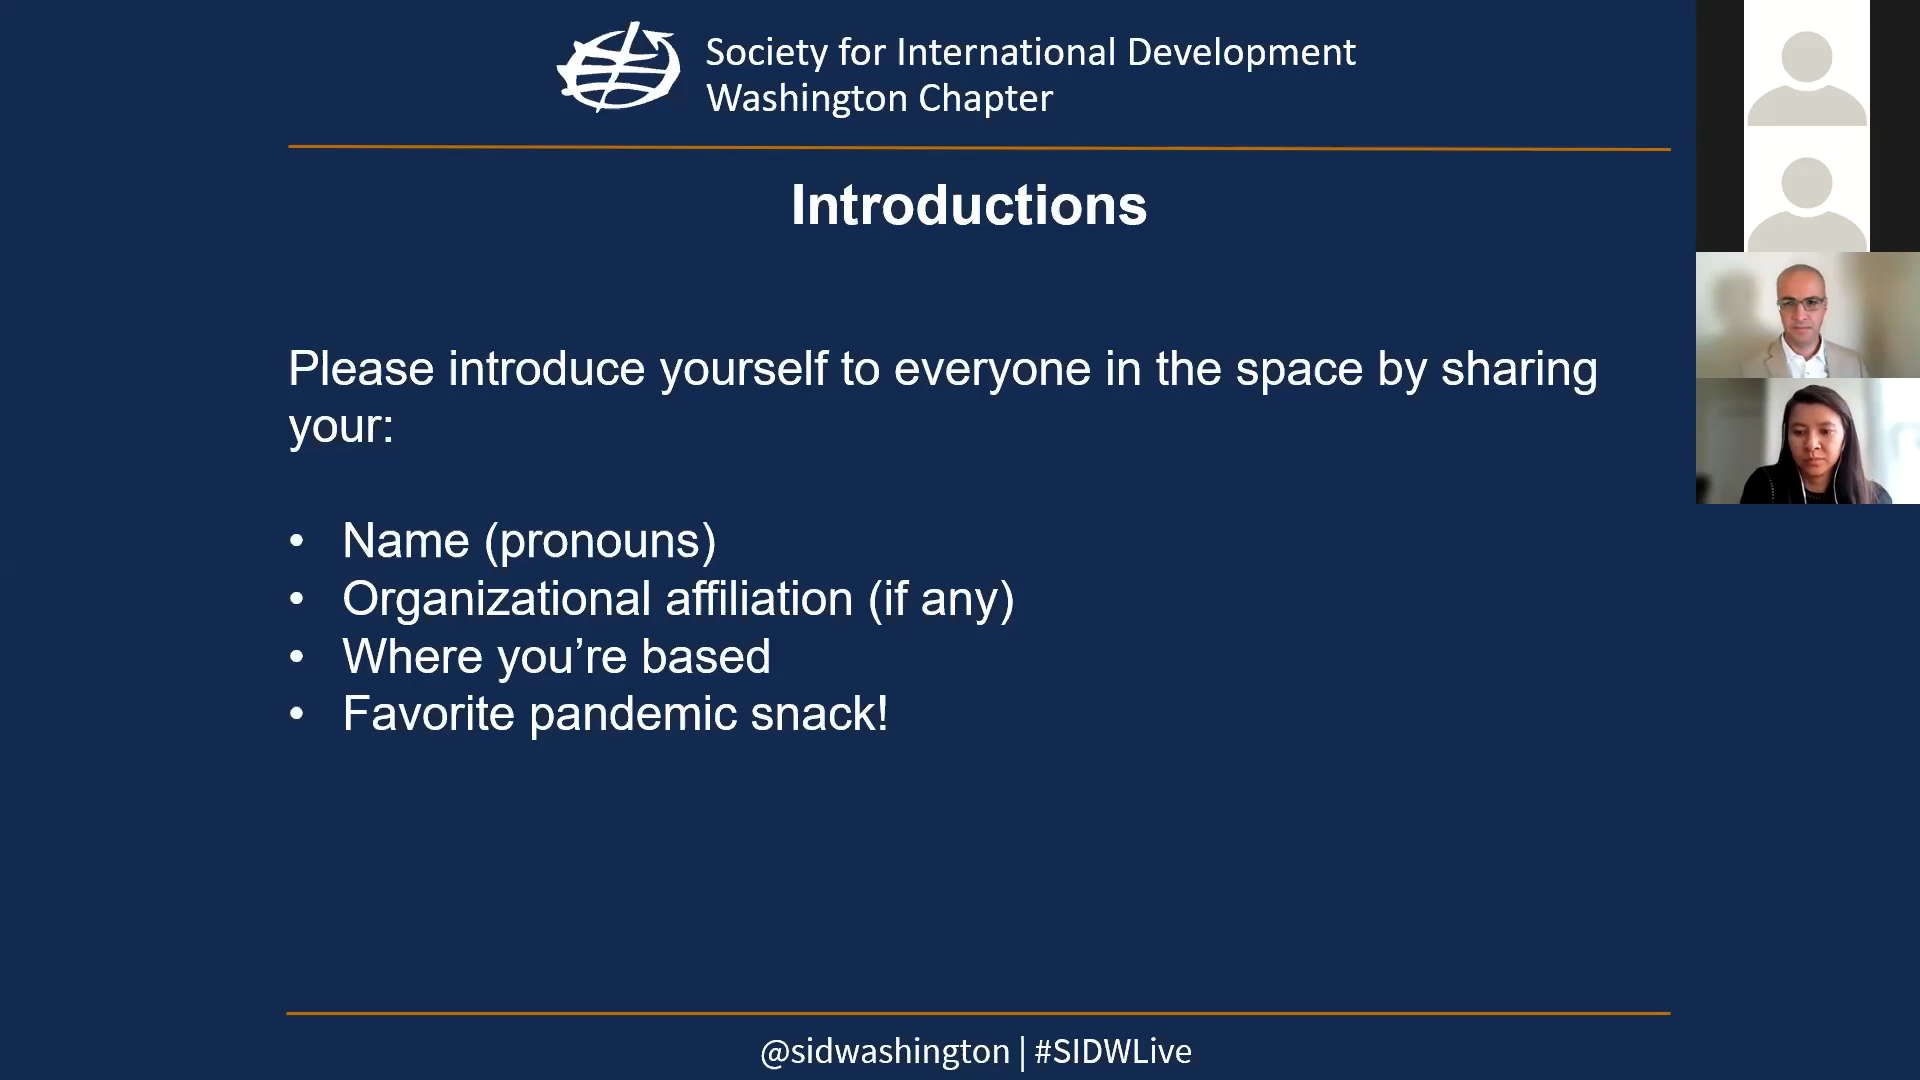 Society for International Development
Washington Chapter
Introductions
Please introduce yourself to everyone in the space by sharing
your:
• Name (pronouns)
• Organizational affiliation (if any)
• Where you’re based
• Favorite pandemic snack!
@sidwashington | #SIDWLive